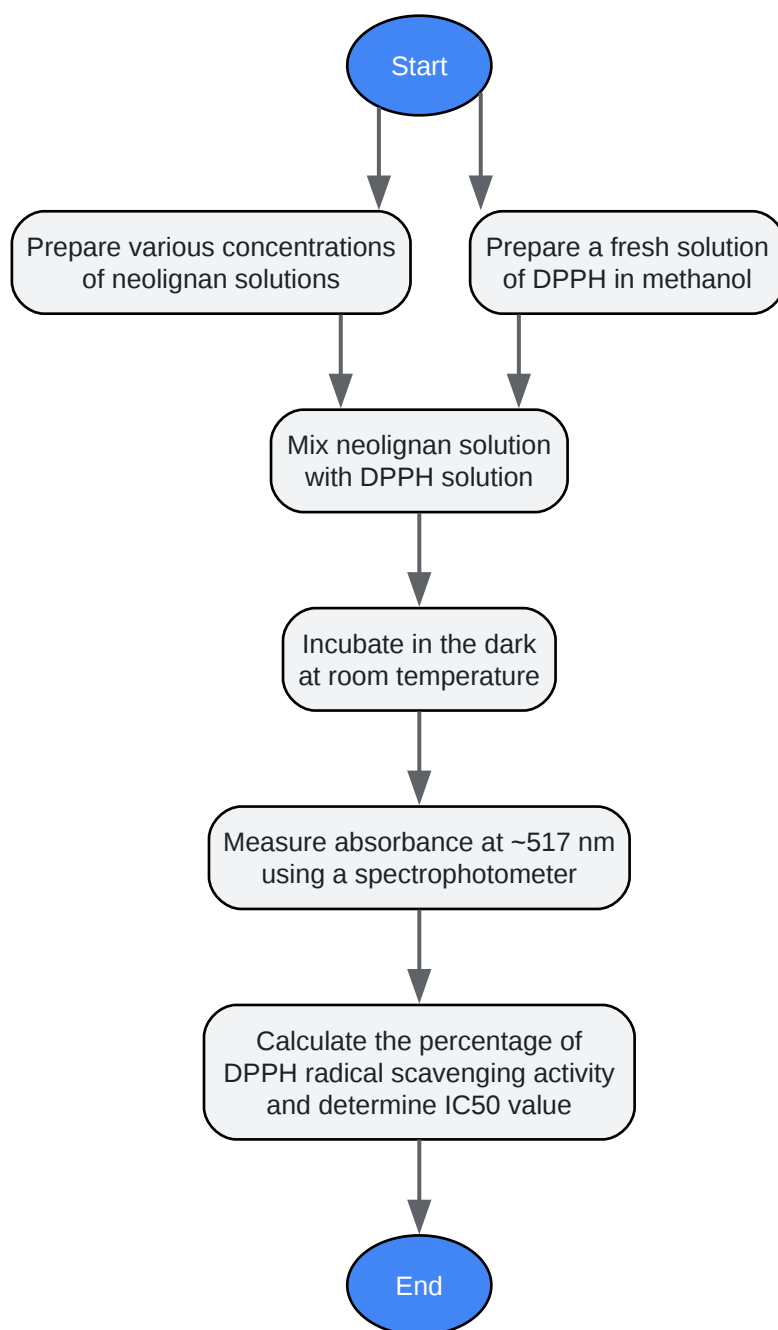 Start
Prepare various concentrations
of neolignan solutions
Prepare a fresh solution
of DPPH in methanol
Mix neolignan solution
with DPPH solution
Incubate in the dark
at room temperature
Measure absorbance at ~517 nm
using a spectrophotometer
Calculate the percentage of
DPPH radical scavenging activity
and determine IC50 value
End